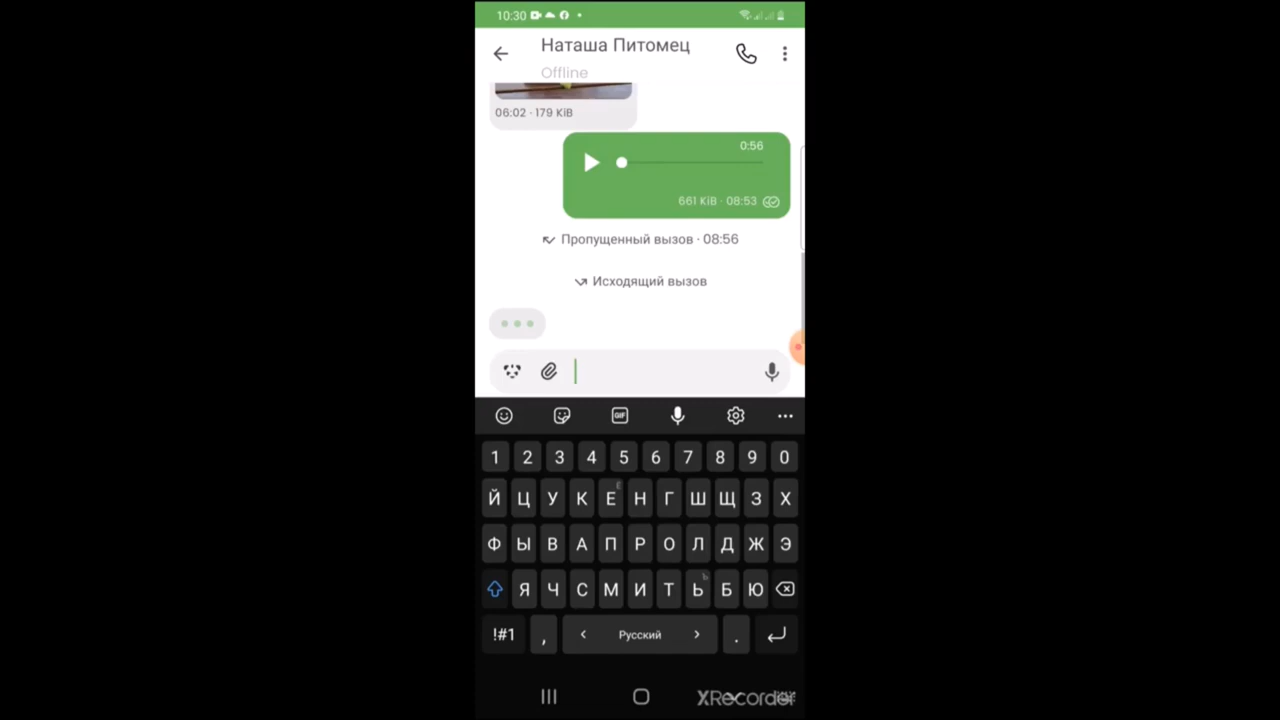 10:30
Наташа Питомец
Offline
06:02 · 179 KiB
0:56
661 KiB · 08:53
Пропущенный вызов · 08:56
Исходящий вызов
GIF
1 2 3 4 5 6 7 8 9 0
Й Ц У К Е Ё Н Г Ш Щ З Х
Ф Ы В А П Р О Л Д Ж Э
Я Ч С М И Т Ь Ъ Б Ю
!#1 , < Русский > .
XRecorder